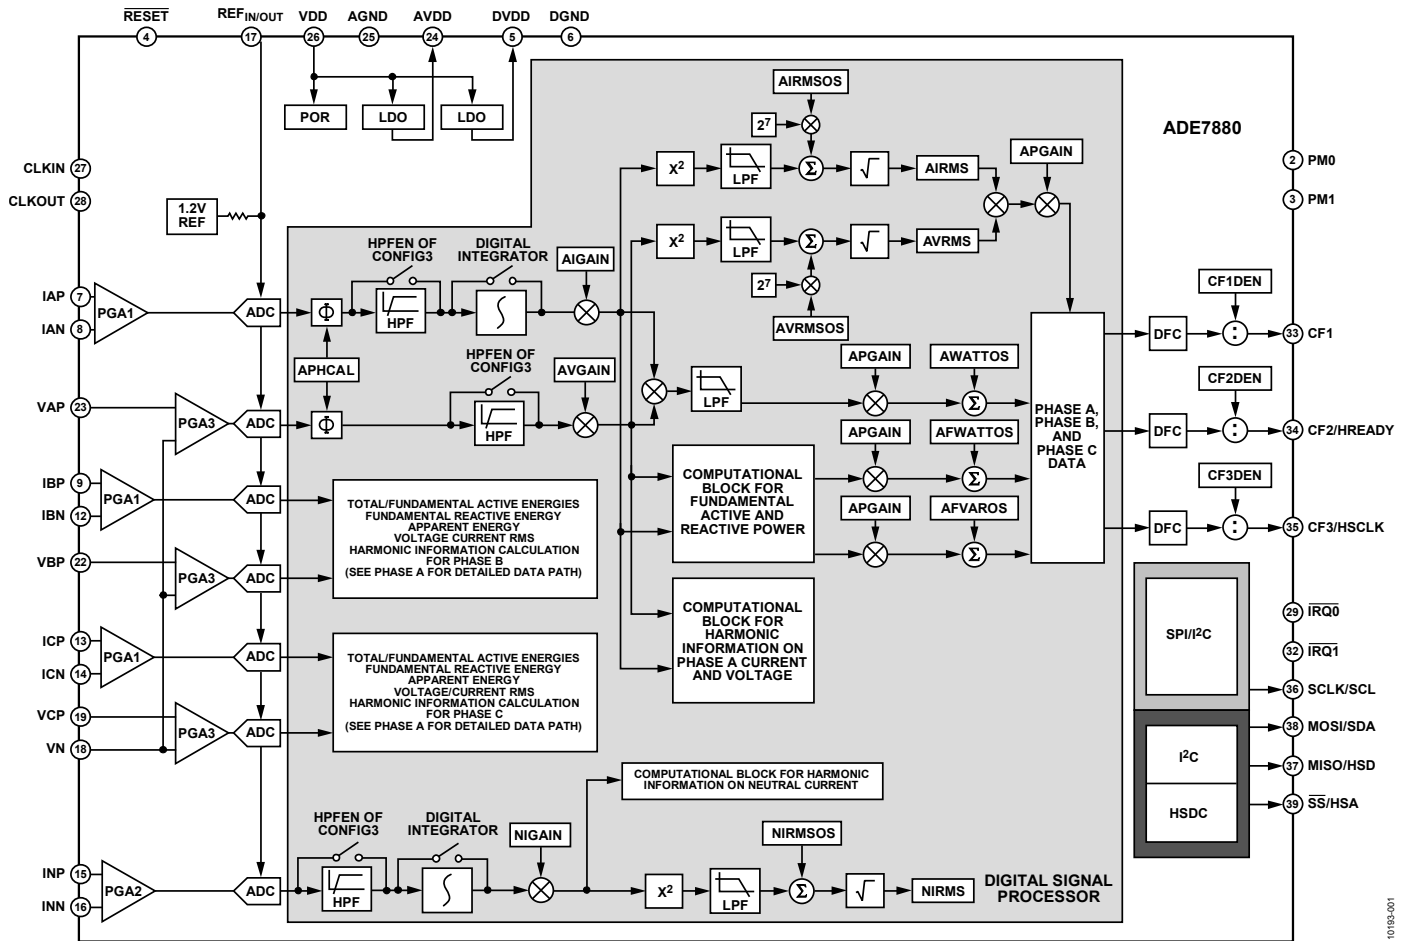 RESET
REFIN/OUT
VDD
AGND
AVDD
DVDD
DGND
4
17
26
25
24
5
6
POR
LDO
LDO
ADE7880
CLKIN 27
CLKOUT 28
1.2V
REF
2 PM0
3 PM1
AIRMSOS
2⁷
X²
LPF
Σ
√
AIRMS
APGAIN
X²
LPF
Σ
√
AVRMS
2⁷
AVRMSOS
HPFEN OF
CONFIG3
DIGITAL
INTEGRATOR
AIGAIN
IAP 7
IAN 8
PGA1
ADC
Φ
HPF
∫
APHCAL
HPFEN OF
CONFIG3
AVGAIN
VAP 23
PGA3
ADC
Φ
HPF
LPF
APGAIN
AWATTOS
Σ
APGAIN
AFWATTOS
Σ
APGAIN
AFVAROS
Σ
COMPUTATIONAL
BLOCK FOR
FUNDAMENTAL
ACTIVE AND
REACTIVE POWER
COMPUTATIONAL
BLOCK FOR
HARMONIC
INFORMATION ON
PHASE A CURRENT
AND VOLTAGE
PHASE A,
PHASE B,
AND
PHASE C
DATA
CF1DEN
DFC
:
33 CF1
CF2DEN
DFC
:
34 CF2/HREADY
CF3DEN
DFC
:
35 CF3/HSCLK
IBP 9
IBN 12
PGA1
ADC
VBP 22
PGA3
ADC
TOTAL/FUNDAMENTAL ACTIVE ENERGIES
FUNDAMENTAL REACTIVE ENERGY
APPARENT ENERGY
VOLTAGE CURRENT RMS
HARMONIC INFORMATION CALCULATION
FOR PHASE B
(SEE PHASE A FOR DETAILED DATA PATH)
ICP 13
ICN 14
PGA1
ADC
VCP 19
VN 18
PGA3
ADC
TOTAL/FUNDAMENTAL ACTIVE ENERGIES
FUNDAMENTAL REACTIVE ENERGY
APPARENT ENERGY
VOLTAGE/CURRENT RMS
HARMONIC INFORMATION CALCULATION
FOR PHASE C
(SEE PHASE A FOR DETAILED DATA PATH)
SPI/I²C
I²C
HSDC
29 IRQ0
32 IRQ1
36 SCLK/SCL
38 MOSI/SDA
37 MISO/HSD
39 SS/HSA
COMPUTATIONAL BLOCK FOR HARMONIC
INFORMATION ON NEUTRAL CURRENT
HPFEN OF
CONFIG3
DIGITAL
INTEGRATOR
NIGAIN
NIRMSOS
INP 15
INN 16
PGA2
ADC
HPF
∫
X²
LPF
Σ
√
NIRMS
DIGITAL SIGNAL
PROCESSOR
10193-001